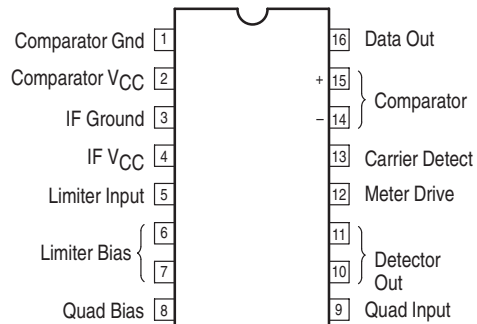 Comparator Gnd 1
Comparator VCC 2
IF Ground 3
IF VCC 4
Limiter Input 5
Limiter Bias
6
7
Quad Bias 8
16 Data Out
+ 15
Comparator
– 14
13 Carrier Detect
12 Meter Drive
11
Detector
Out
10
9 Quad Input